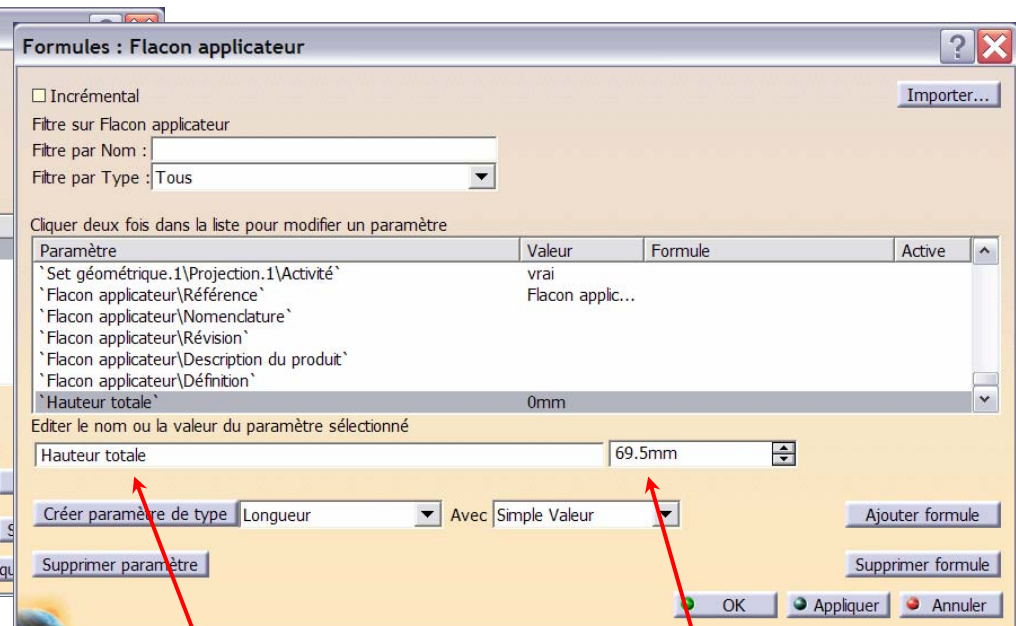 Formules : Flacon applicateur
Incrémental
Importer...
Filtre sur Flacon applicateur
Filtre par Nom :
Filtre par Type : Tous
Cliquer deux fois dans la liste pour modifier un paramètre
Paramètre Valeur Formule Active
`Set géométrique.1\Projection.1\Activité` vrai
`Flacon applicateur\Référence` Flacon applic...
`Flacon applicateur\Nomenclature`
`Flacon applicateur\Révision`
`Flacon applicateur\Description du produit`
`Flacon applicateur\Définition`
`Hauteur totale` 0mm
Editer le nom ou la valeur du paramètre sélectionné
Hauteur totale 69.5mm
Créer paramètre de type Longueur Avec Simple Valeur Ajouter formule
Supprimer paramètre Supprimer formule
OK Appliquer Annuler